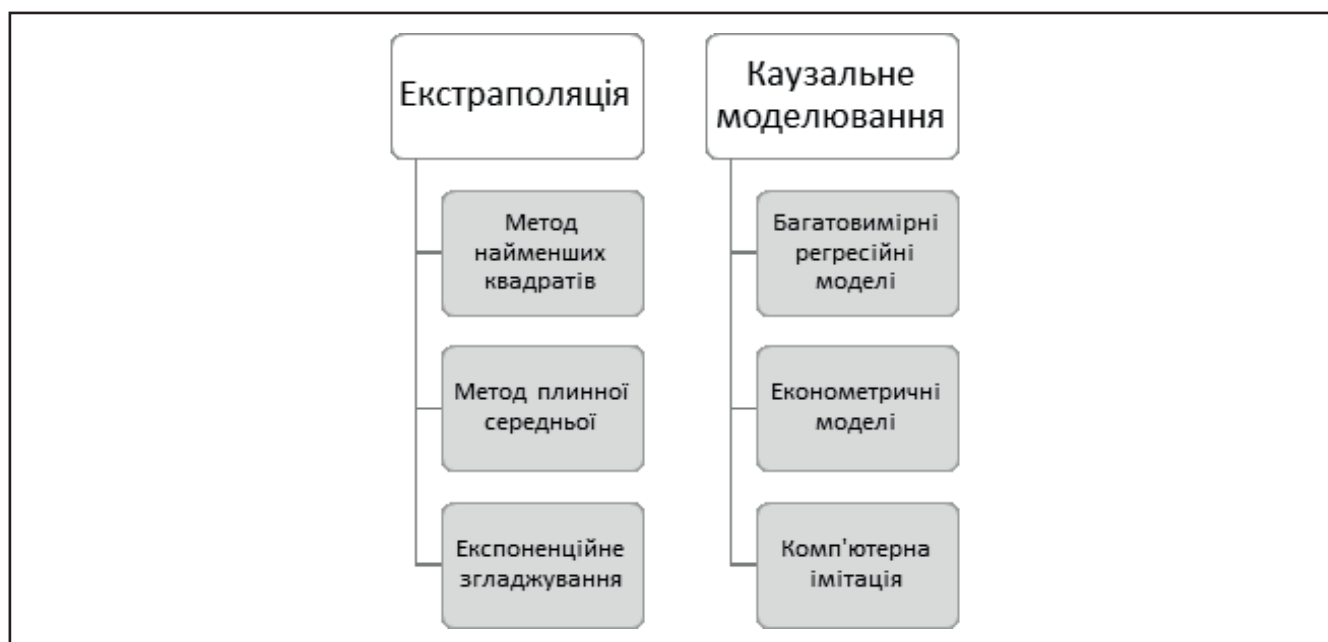 Екстраполяція
Метод
найменших
квадратів
Метод плинної
середньої
Експоненційне
згладжування
Каузальне
моделювання
Багатовимірні
регресійні
моделі
Економетричні
моделі
Комп'ютерна
імітація